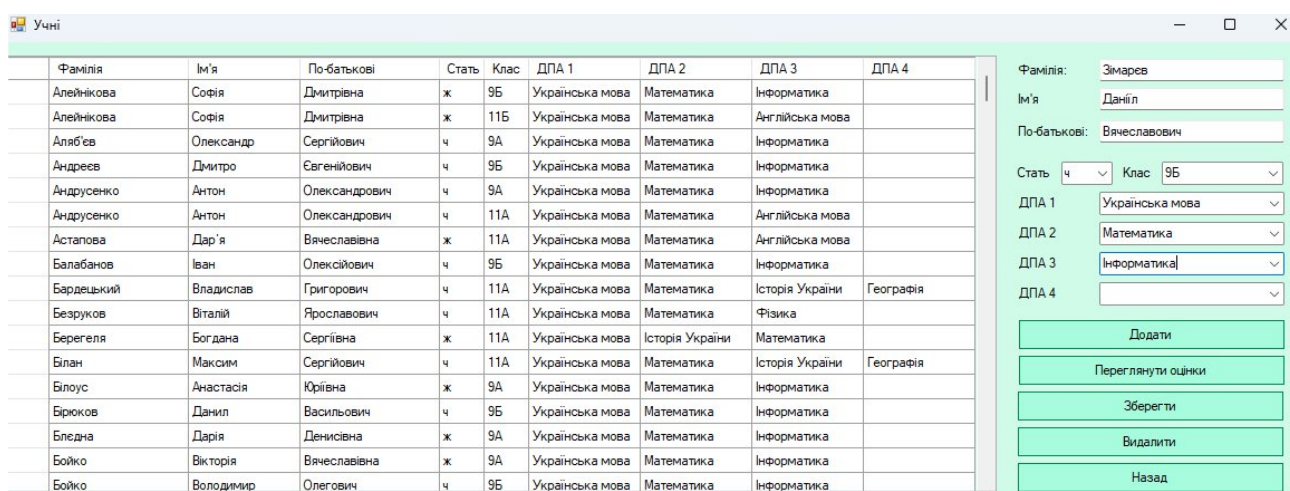 Учні
Фамілія Ім'я По-батькові Стать Клас ДПА 1 ДПА 2 ДПА 3 ДПА 4
Алейнікова Софія Дмитрівна ж 9Б Українська мова Математика Інформатика
Алейнікова Софія Дмитрівна ж 11Б Українська мова Математика Англійська мова
Аляб'єв Олександр Сергійович ч 9А Українська мова Математика Інформатика
Андреєв Дмитро Євгенійович ч 9Б Українська мова Математика Інформатика
Андрусенко Антон Олександрович ч 9А Українська мова Математика Інформатика
Андрусенко Антон Олександрович ч 11А Українська мова Математика Англійська мова
Астапова Дар'я Вячеславівна ж 11А Українська мова Математика Англійська мова
Балабанов Іван Олексійович ч 9Б Українська мова Математика Інформатика
Бардецький Владислав Григорович ч 11А Українська мова Математика Історія України Географія
Безруков Віталій Ярославович ч 11А Українська мова Математика Фізика
Берегеля Богдана Сергіївна ж 11А Українська мова Історія України Математика
Білан Максим Сергійович ч 11А Українська мова Математика Історія України Географія
Білоус Анастасія Юріївна ж 9А Українська мова Математика Інформатика
Бірюков Данил Васильович ч 9Б Українська мова Математика Інформатика
Блєдна Дарія Денисівна ж 9А Українська мова Математика Інформатика
Бойко Вікторія Вячеславівна ж 9А Українська мова Математика Інформатика
Бойко Володимир Олегович ч 9Б Українська мова Математика Інформатика
Фамілія: Зімарєв
Ім'я Данііл
По-батькові: Вячеславович
Стать ч Клас 9Б
ДПА 1 Українська мова
ДПА 2 Математика
ДПА 3 Інформатика
ДПА 4
Додати
Переглянути оцінки
Зберегти
Видалити
Назад